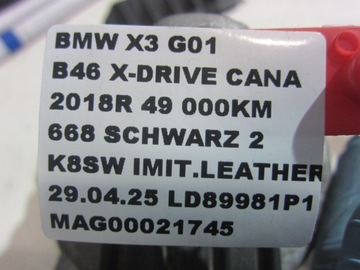 BMW X3 G01
B46 X-DRIVE CANA
2018R 49 000KM
668 SCHWARZ 2
K8SW IMIT.LEATHER
29.04.25 LD89981P1
MAG00021745